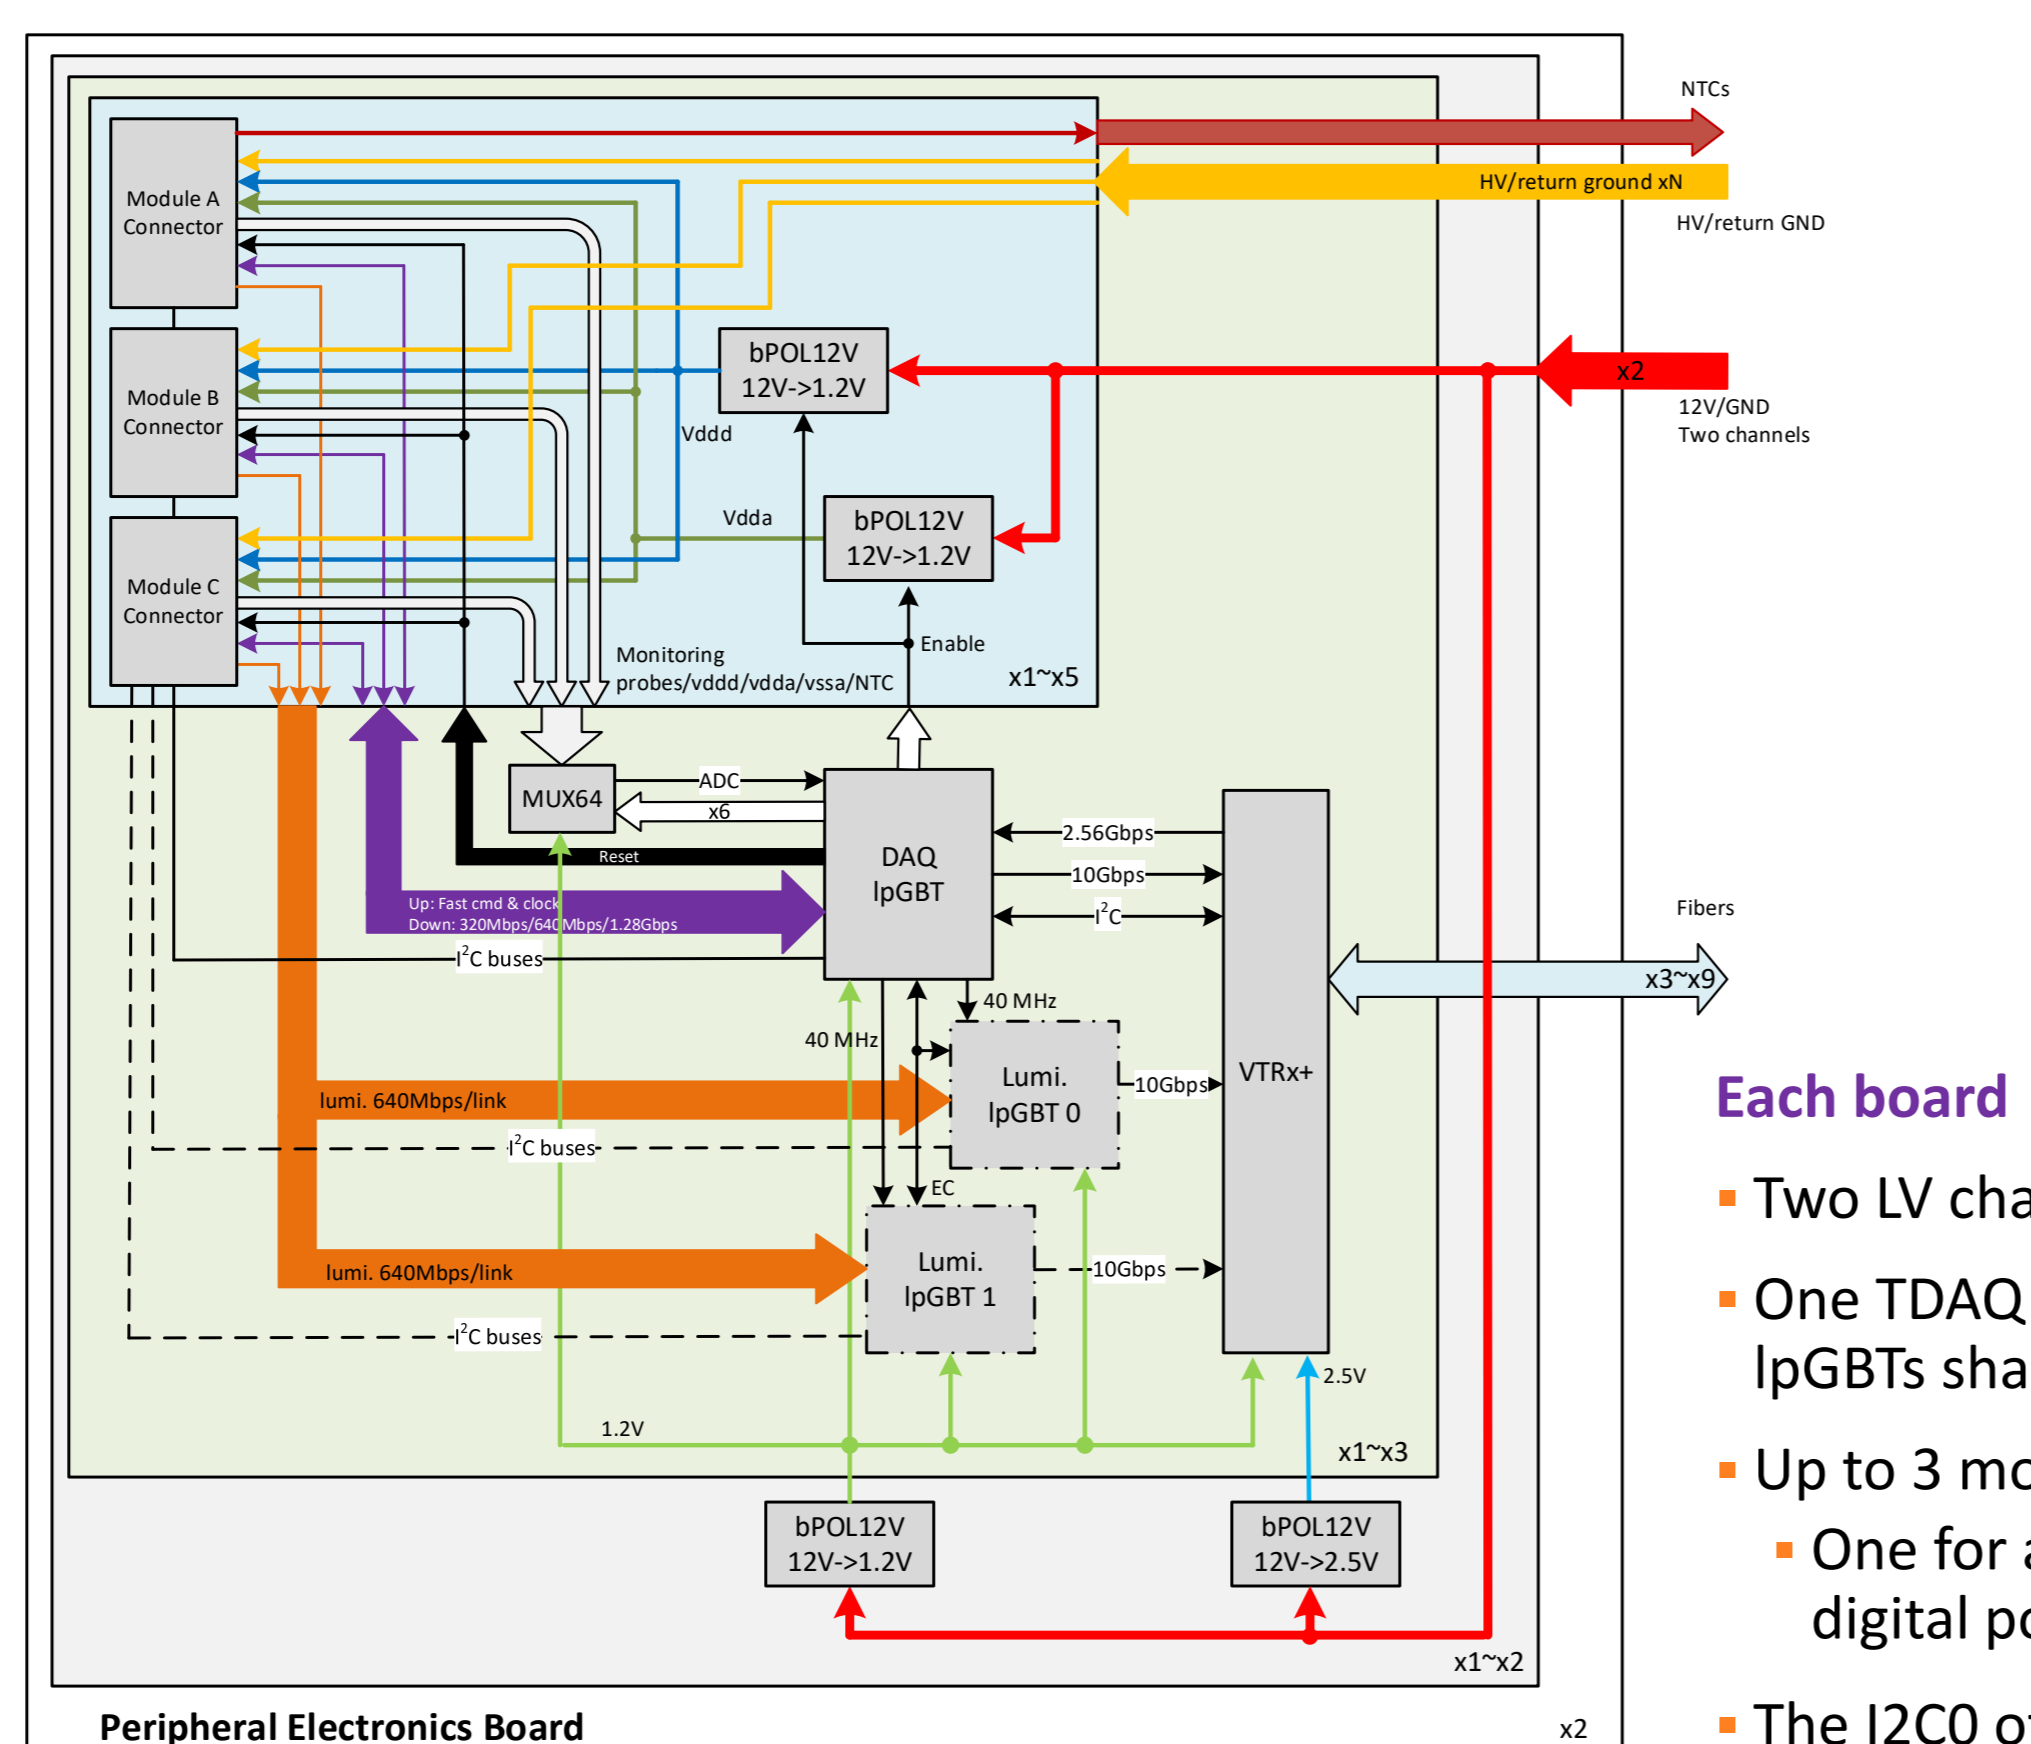 NTCs
HV/return ground xN
HV/return GND
Module A
Connector
Module B
Connector
Module C
Connector
bPOL12V
12V->1.2V
Vddd
x2
12V/GND
Two channels
Vdda
bPOL12V
12V->1.2V
Enable
Monitoring
probes/vddd/vdda/vssa/NTC
x1~x5
MUX64
ADC
x6
Reset
DAQ
lpGBT
2.56Gbps
10Gbps
I²C
Up: Fast cmd & clock
Down: 320Mbps/640Mbps/1.28Gbps
I²C buses
Fibers
x3~x9
40 MHz
40 MHz
Lumi.
lpGBT 0
10Gbps
VTRx+
lumi. 640Mbps/link
I²C buses
EC
Lumi.
lpGBT 1
10Gbps
lumi. 640Mbps/link
I²C buses
2.5V
1.2V
x1~x3
bPOL12V
12V->1.2V
bPOL12V
12V->2.5V
x1~x2
Peripheral Electronics Board
x2
Each board
Two LV cha
One TDAQ
lpGBTs sha
Up to 3 mo
One for a
digital po
The I2C0 of